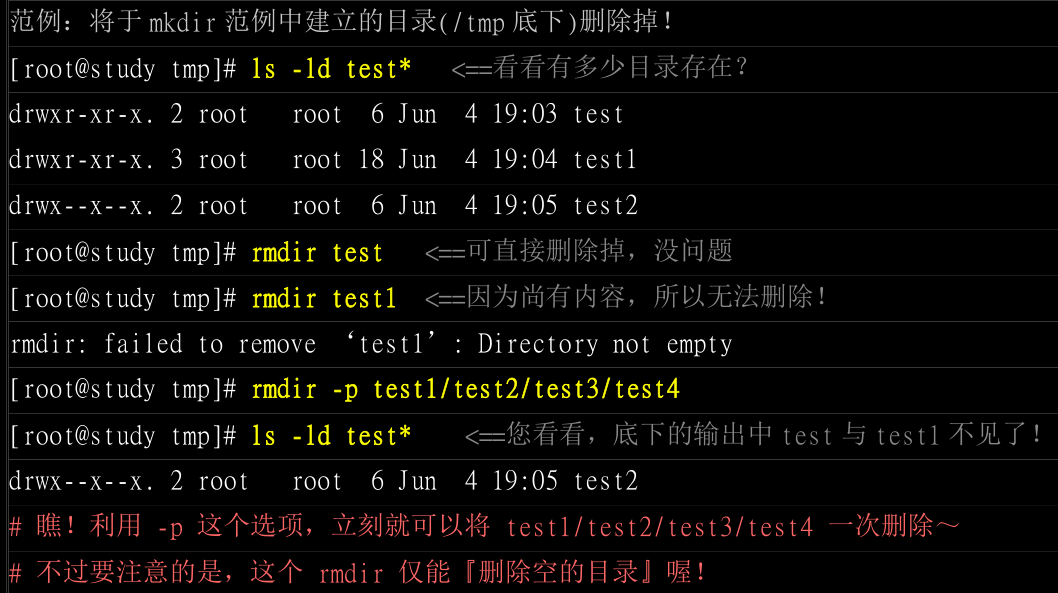 范例：将于 mkdir 范例中建立的目录(/tmp 底下)删除掉！
[root@study tmp]# ls -ld test*   <==看看有多少目录存在？
drwxr-xr-x. 2 root   root  6 Jun  4 19:03 test
drwxr-xr-x. 3 root   root 18 Jun  4 19:04 test1
drwx--x--x. 2 root   root  6 Jun  4 19:05 test2
[root@study tmp]# rmdir test   <==可直接删除掉，没问题
[root@study tmp]# rmdir test1  <==因为尚有内容，所以无法删除！
rmdir: failed to remove ‘test1’: Directory not empty
[root@study tmp]# rmdir -p test1/test2/test3/test4
[root@study tmp]# ls -ld test*    <==您看看，底下的输出中 test 与 test1 不见了！
drwx--x--x. 2 root   root  6 Jun  4 19:05 test2
# 瞧！利用 -p 这个选项，立刻就可以将 test1/test2/test3/test4 一次删除～
# 不过要注意的是，这个 rmdir 仅能『删除空的目录』喔！